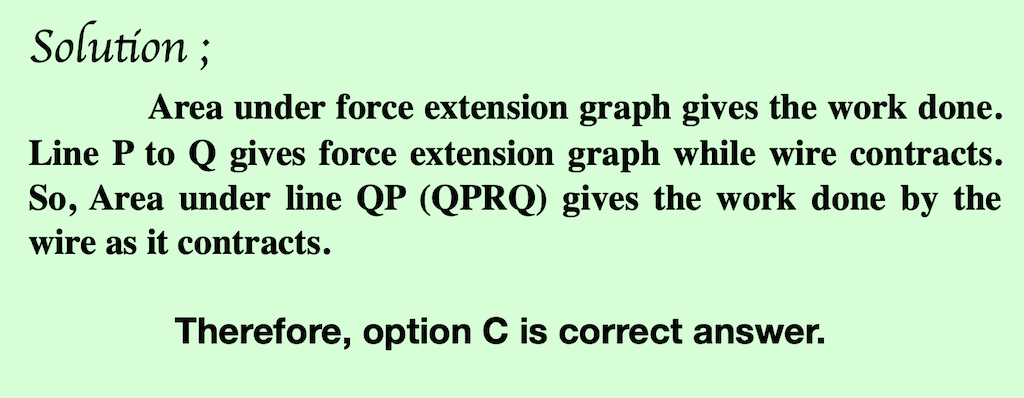 Solution ;
Area under force extension graph gives the work done.
Line P to Q gives force extension graph while wire contracts.
So, Area under line QP (QPRQ) gives the work done by the
wire as it contracts.
Therefore, option C is correct answer.